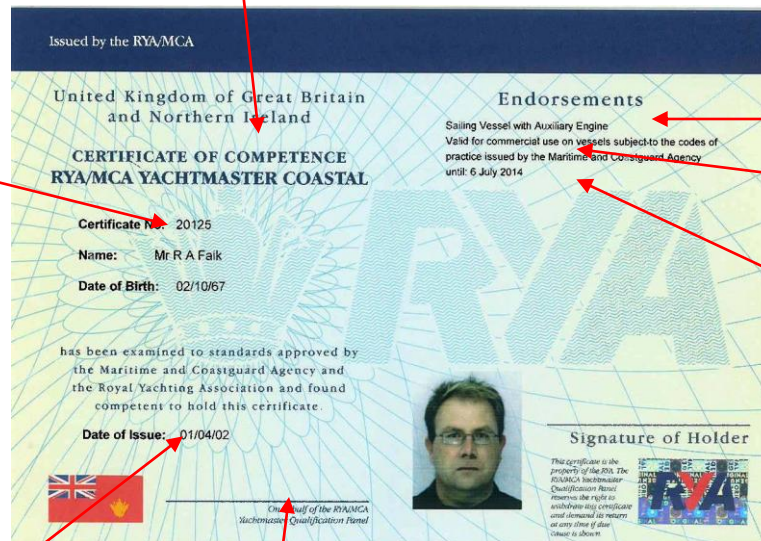 Issued by the RYA/MCA
United Kingdom of Great Britain
and Northern Ireland
CERTIFICATE OF COMPETENCE
RYA/MCA YACHTMASTER COASTAL
Certificate No: 20125
Name: Mr R A Falk
Date of Birth: 02/10/67
has been examined to standards approved by
the Maritime and Coastguard Agency and
the Royal Yachting Association and found
competent to hold this certificate.
Date of Issue: 01/04/02
On behalf of the RYA/MCA
Yachtmaster Qualification Panel
Endorsements
Sailing Vessel with Auxiliary Engine
Valid for commercial use on vessels subject to the codes of
practice issued by the Maritime and Coastguard Agency
until: 6 July 2014
RYA
Signature of Holder
This certificate is the
property of the RYA. The
RYA/MCA Yachtmaster
Qualification Panel
reserves the right to
withdraw this certificate
and demand its return
at any time if due
cause is shown
RYA